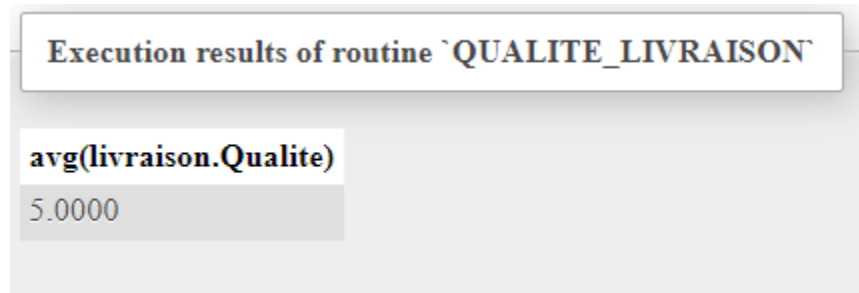 Execution results of routine `QUALITE_LIVRAISON`
avg(livraison.Qualite)
5.0000